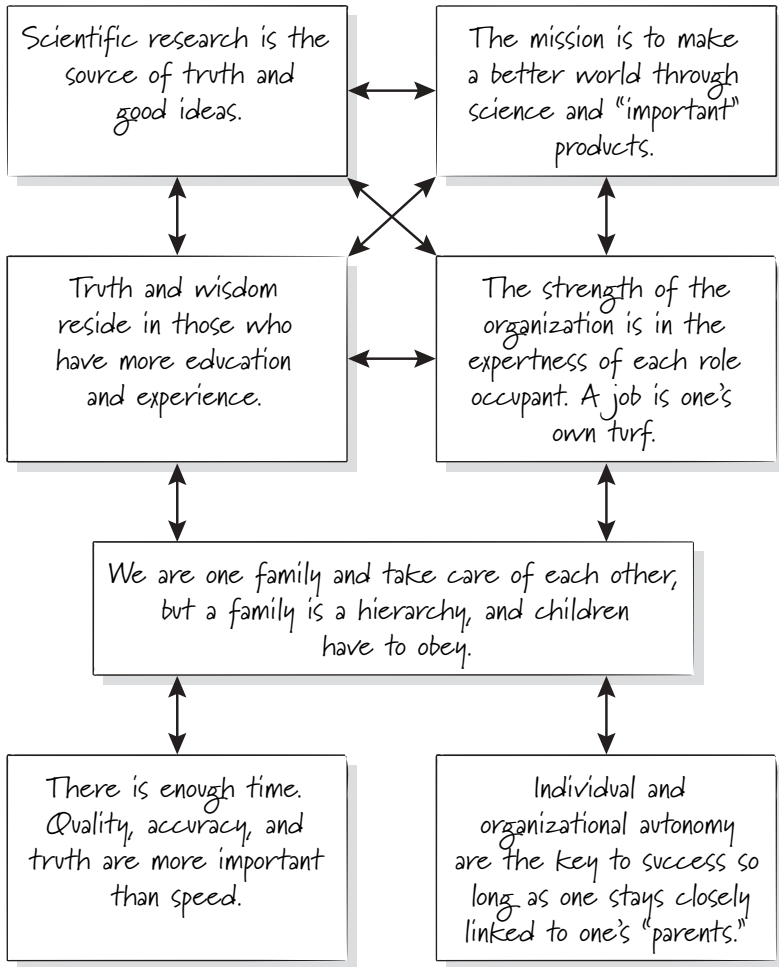 Scientific research is the
source of truth and
good ideas.
The mission is to make
a better world through
science and “important”
products.
Truth and wisdom
reside in those who
have more education
and experience.
The strength of the
organization is in the
expertness of each role
occupant. A job is one’s
own turf.
We are one family and take care of each other,
but a family is a hierarchy, and children
have to obey.
There is enough time.
Quality, accuracy, and
truth are more important
than speed.
Individual and
organizational autonomy
are the key to success so
long as one stays closely
linked to one’s “parents.”